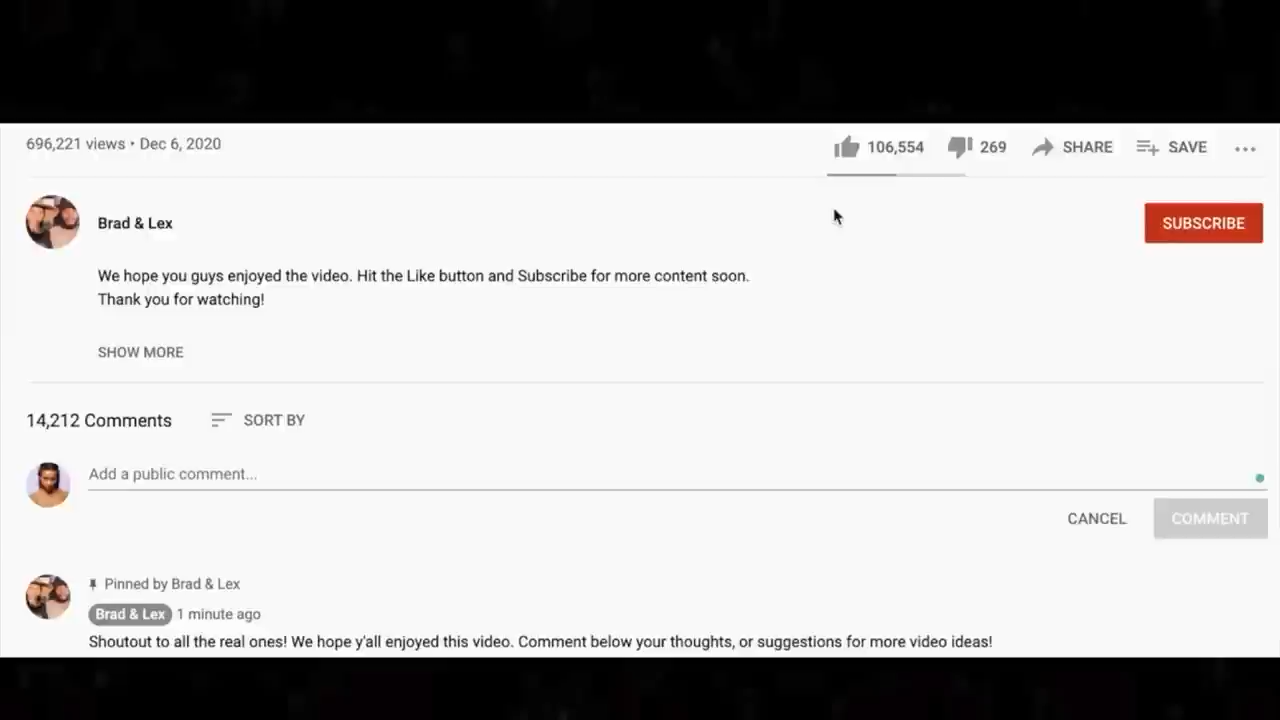 696,221 views • Dec 6, 2020
106,554
269
SHARE
SAVE
Brad & Lex
SUBSCRIBE
We hope you guys enjoyed the video. Hit the Like button and Subscribe for more content soon.
Thank you for watching!
SHOW MORE
14,212 Comments
SORT BY
Add a public comment...
CANCEL
COMMENT
Pinned by Brad & Lex
Brad & Lex 1 minute ago
Shoutout to all the real ones! We hope y'all enjoyed this video. Comment below your thoughts, or suggestions for more video ideas!